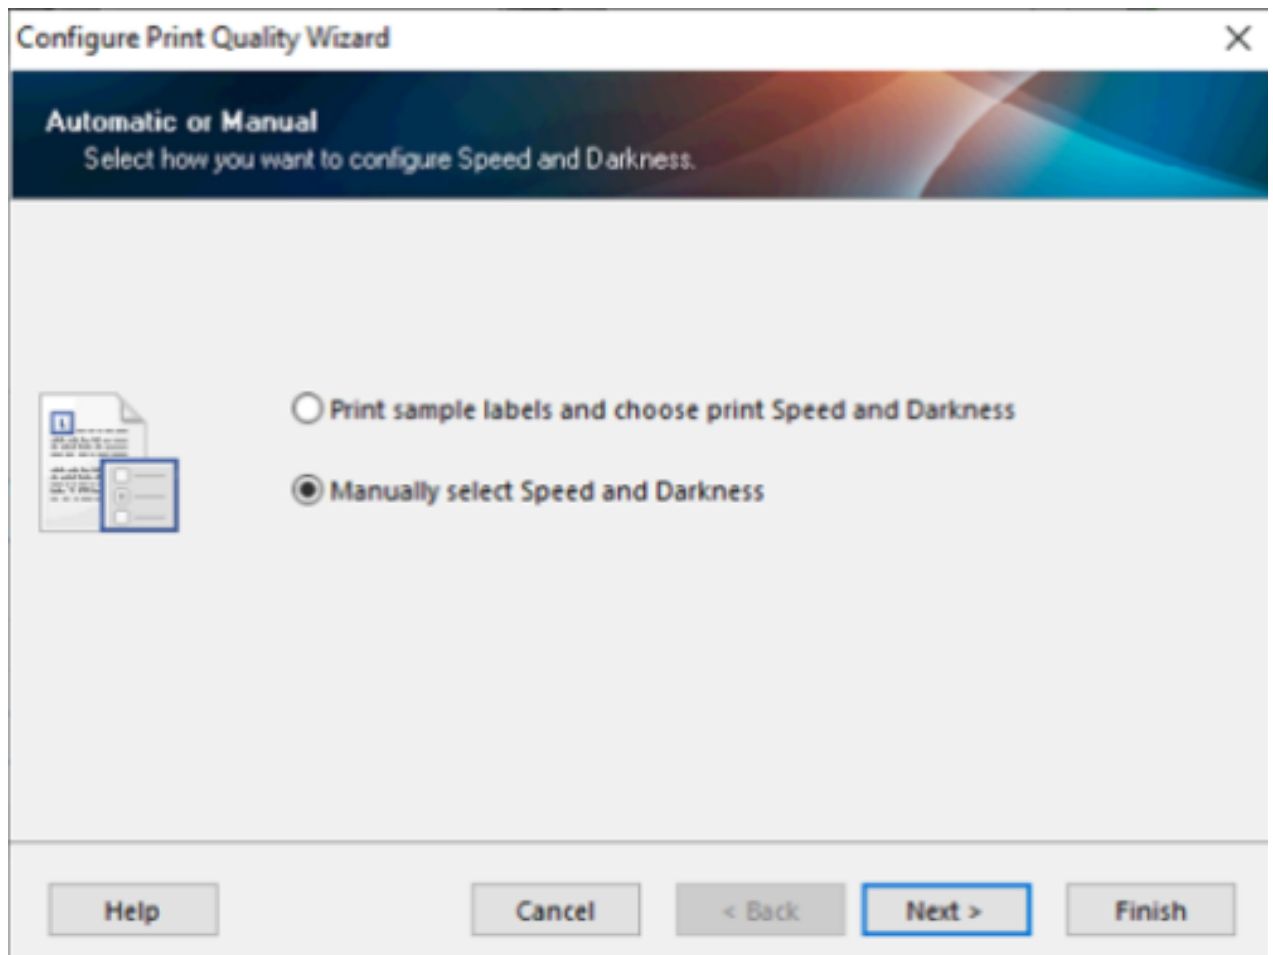 Configure Print Quality Wizard
Automatic or Manual
Select how you want to configure Speed and Darkness.
Print sample labels and choose print Speed and Darkness
Manually select Speed and Darkness
Help
Cancel
< Back
Next >
Finish